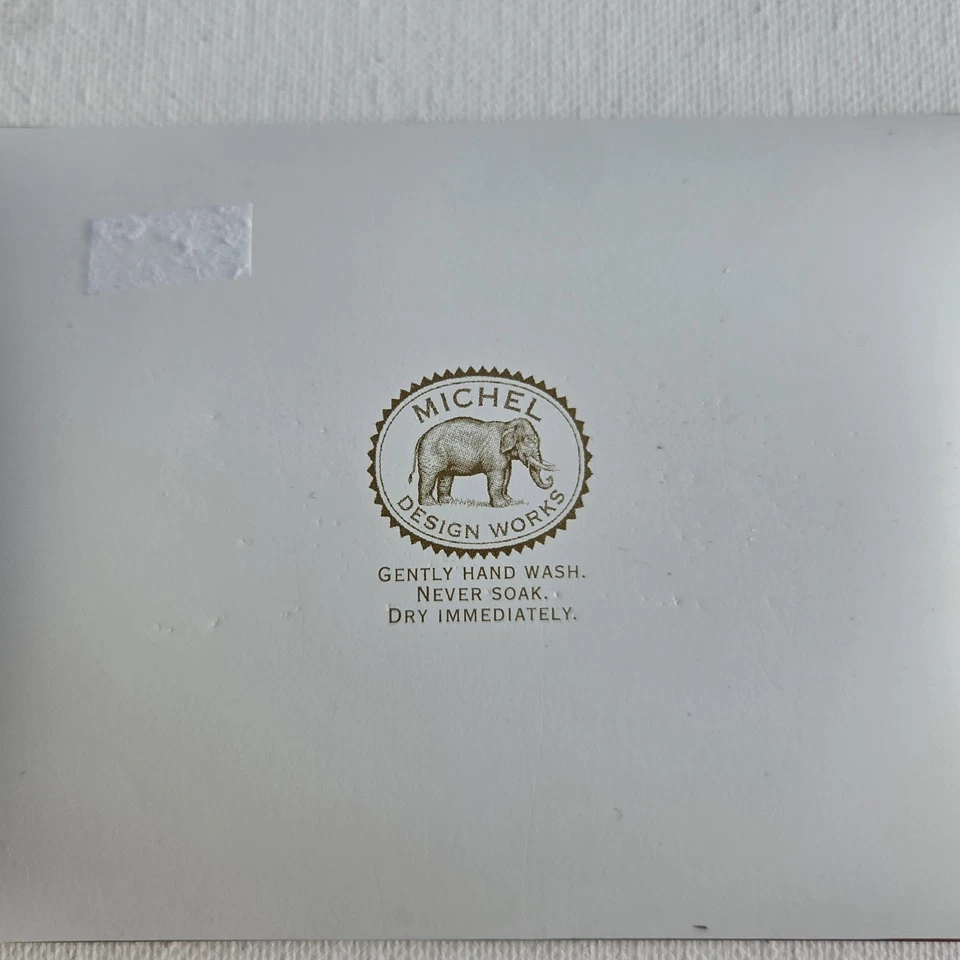 MICHEL
DESIGN WORKS
GENTLY HAND WASH.
NEVER SOAK.
DRY IMMEDIATELY.